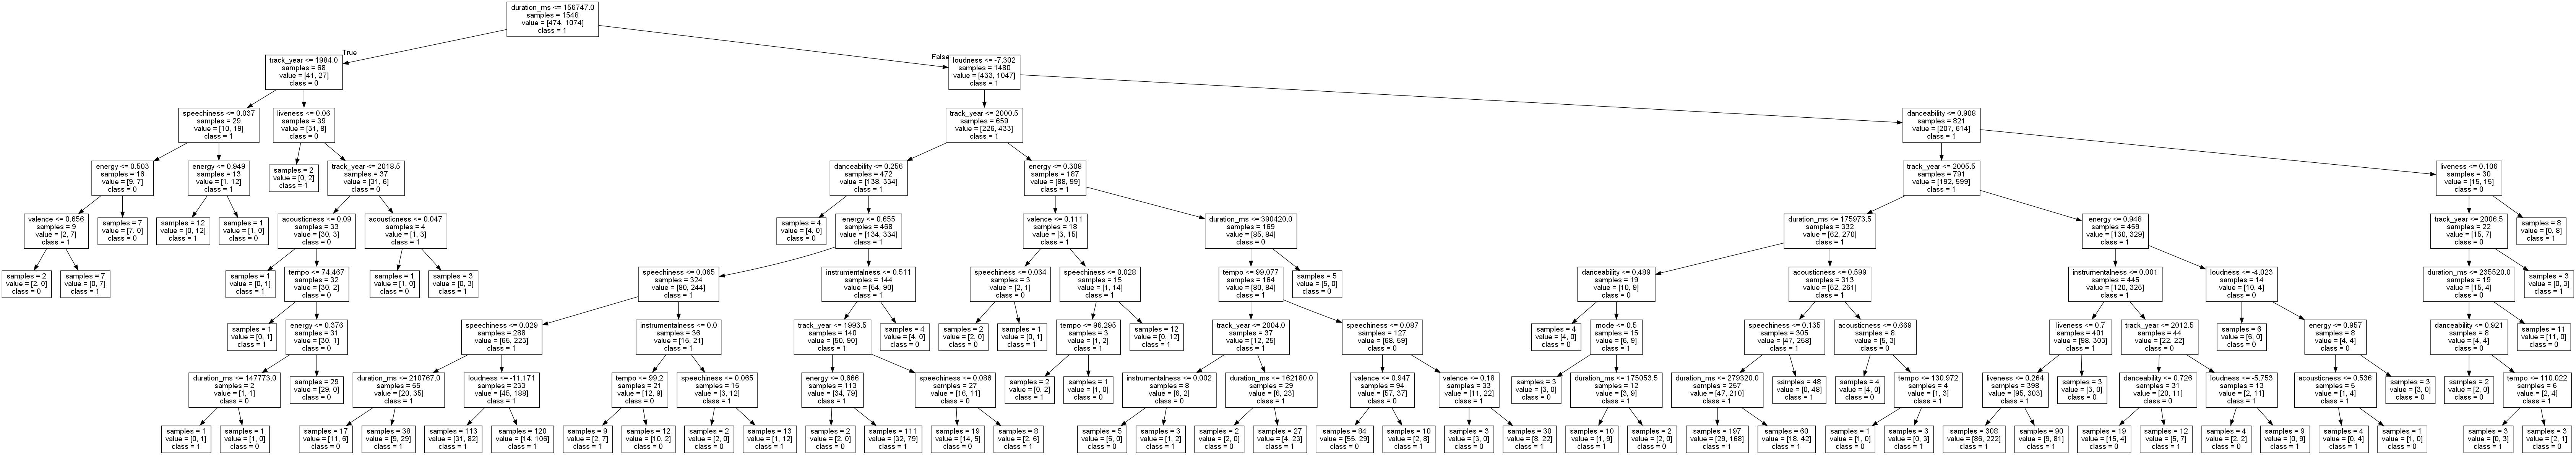 duration_ms <= 156747.0
samples = 1548
value = [474, 1074]
class = 1
True
False
track_year <= 1984.0
samples = 68
value = [41, 27]
class = 0
loudness <= -7.302
samples = 1480
value = [433, 1047]
class = 1
speechiness <= 0.037
samples = 29
value = [10, 19]
class = 1
liveness <= 0.06
samples = 39
value = [31, 8]
class = 0
track_year <= 2000.5
samples = 659
value = [226, 433]
class = 1
danceability <= 0.908
samples = 821
value = [207, 614]
class = 1
energy <= 0.503
samples = 16
value = [9, 7]
class = 0
energy <= 0.949
samples = 13
value = [1, 12]
class = 1
samples = 2
value = [0, 2]
class = 1
track_year <= 2018.5
samples = 37
value = [31, 6]
class = 0
danceability <= 0.256
samples = 472
value = [138, 334]
class = 1
energy <= 0.308
samples = 187
value = [88, 99]
class = 1
track_year <= 2005.5
samples = 791
value = [192, 599]
class = 1
liveness <= 0.106
samples = 30
value = [15, 15]
class = 0
valence <= 0.656
samples = 9
value = [2, 7]
class = 1
samples = 7
value = [7, 0]
class = 0
samples = 12
value = [0, 12]
class = 1
samples = 1
value = [1, 0]
class = 0
acousticness <= 0.09
samples = 33
value = [30, 3]
class = 0
acousticness <= 0.047
samples = 4
value = [1, 3]
class = 1
samples = 4
value = [4, 0]
class = 0
energy <= 0.655
samples = 468
value = [134, 334]
class = 1
valence <= 0.111
samples = 18
value = [3, 15]
class = 1
duration_ms <= 390420.0
samples = 169
value = [85, 84]
class = 0
duration_ms <= 175973.5
samples = 332
value = [62, 270]
class = 1
energy <= 0.948
samples = 459
value = [130, 329]
class = 1
track_year <= 2006.5
samples = 22
value = [15, 7]
class = 0
samples = 8
value = [0, 8]
class = 1
samples = 2
value = [2, 0]
class = 0
samples = 7
value = [0, 7]
class = 1
samples = 1
value = [0, 1]
class = 1
tempo <= 74.467
samples = 32
value = [30, 2]
class = 0
samples = 1
value = [1, 0]
class = 0
samples = 3
value = [0, 3]
class = 1
speechiness <= 0.065
samples = 324
value = [80, 244]
class = 1
instrumentalness <= 0.511
samples = 144
value = [54, 90]
class = 1
speechiness <= 0.034
samples = 3
value = [2, 1]
class = 0
speechiness <= 0.028
samples = 15
value = [1, 14]
class = 1
tempo <= 99.077
samples = 164
value = [80, 84]
class = 1
samples = 5
value = [5, 0]
class = 0
danceability <= 0.489
samples = 19
value = [10, 9]
class = 0
acousticness <= 0.599
samples = 313
value = [52, 261]
class = 1
instrumentalness <= 0.001
samples = 445
value = [120, 325]
class = 1
loudness <= -4.023
samples = 14
value = [10, 4]
class = 0
duration_ms <= 235520.0
samples = 19
value = [15, 4]
class = 0
samples = 3
value = [0, 3]
class = 1
samples = 1
value = [0, 1]
class = 1
energy <= 0.376
samples = 31
value = [30, 1]
class = 0
speechiness <= 0.029
samples = 288
value = [65, 223]
class = 1
instrumentalness <= 0.0
samples = 36
value = [15, 21]
class = 1
track_year <= 1993.5
samples = 140
value = [50, 90]
class = 1
samples = 4
value = [4, 0]
class = 0
samples = 2
value = [2, 0]
class = 0
samples = 1
value = [0, 1]
class = 1
tempo <= 96.295
samples = 3
value = [1, 2]
class = 1
samples = 12
value = [0, 12]
class = 1
track_year <= 2004.0
samples = 37
value = [12, 25]
class = 1
speechiness <= 0.087
samples = 127
value = [68, 59]
class = 0
samples = 4
value = [4, 0]
class = 0
mode <= 0.5
samples = 15
value = [6, 9]
class = 1
speechiness <= 0.135
samples = 305
value = [47, 258]
class = 1
acousticness <= 0.669
samples = 8
value = [5, 3]
class = 0
liveness <= 0.7
samples = 401
value = [98, 303]
class = 1
track_year <= 2012.5
samples = 44
value = [22, 22]
class = 0
samples = 6
value = [6, 0]
class = 0
energy <= 0.957
samples = 8
value = [4, 4]
class = 0
danceability <= 0.921
samples = 8
value = [4, 4]
class = 0
samples = 11
value = [11, 0]
class = 0
duration_ms <= 147773.0
samples = 2
value = [1, 1]
class = 0
samples = 29
value = [29, 0]
class = 0
duration_ms <= 210767.0
samples = 55
value = [20, 35]
class = 1
loudness <= -11.171
samples = 233
value = [45, 188]
class = 1
tempo <= 99.2
samples = 21
value = [12, 9]
class = 0
speechiness <= 0.065
samples = 15
value = [3, 12]
class = 1
energy <= 0.666
samples = 113
value = [34, 79]
class = 1
speechiness <= 0.086
samples = 27
value = [16, 11]
class = 0
samples = 2
value = [0, 2]
class = 1
samples = 1
value = [1, 0]
class = 0
instrumentalness <= 0.002
samples = 8
value = [6, 2]
class = 0
duration_ms <= 162180.0
samples = 29
value = [6, 23]
class = 1
valence <= 0.947
samples = 94
value = [57, 37]
class = 0
valence <= 0.18
samples = 33
value = [11, 22]
class = 1
samples = 3
value = [3, 0]
class = 0
duration_ms <= 175053.5
samples = 12
value = [3, 9]
class = 1
duration_ms <= 279320.0
samples = 257
value = [47, 210]
class = 1
samples = 48
value = [0, 48]
class = 1
samples = 4
value = [4, 0]
class = 0
tempo <= 130.972
samples = 4
value = [1, 3]
class = 1
liveness <= 0.264
samples = 398
value = [95, 303]
class = 1
samples = 3
value = [3, 0]
class = 0
danceability <= 0.726
samples = 31
value = [20, 11]
class = 0
loudness <= -5.753
samples = 13
value = [2, 11]
class = 1
acousticness <= 0.536
samples = 5
value = [1, 4]
class = 1
samples = 3
value = [3, 0]
class = 0
samples = 2
value = [2, 0]
class = 0
tempo <= 110.022
samples = 6
value = [2, 4]
class = 1
samples = 1
value = [0, 1]
class = 1
samples = 1
value = [1, 0]
class = 0
samples = 17
value = [11, 6]
class = 0
samples = 38
value = [9, 29]
class = 1
samples = 113
value = [31, 82]
class = 1
samples = 120
value = [14, 106]
class = 1
samples = 9
value = [2, 7]
class = 1
samples = 12
value = [10, 2]
class = 0
samples = 2
value = [2, 0]
class = 0
samples = 13
value = [1, 12]
class = 1
samples = 2
value = [2, 0]
class = 0
samples = 111
value = [32, 79]
class = 1
samples = 19
value = [14, 5]
class = 0
samples = 8
value = [2, 6]
class = 1
samples = 5
value = [5, 0]
class = 0
samples = 3
value = [1, 2]
class = 1
samples = 2
value = [2, 0]
class = 0
samples = 27
value = [4, 23]
class = 1
samples = 84
value = [55, 29]
class = 0
samples = 10
value = [2, 8]
class = 1
samples = 3
value = [3, 0]
class = 0
samples = 30
value = [8, 22]
class = 1
samples = 10
value = [1, 9]
class = 1
samples = 2
value = [2, 0]
class = 0
samples = 197
value = [29, 168]
class = 1
samples = 60
value = [18, 42]
class = 1
samples = 1
value = [1, 0]
class = 0
samples = 3
value = [0, 3]
class = 1
samples = 308
value = [86, 222]
class = 1
samples = 90
value = [9, 81]
class = 1
samples = 19
value = [15, 4]
class = 0
samples = 12
value = [5, 7]
class = 1
samples = 4
value = [2, 2]
class = 0
samples = 9
value = [0, 9]
class = 1
samples = 4
value = [0, 4]
class = 1
samples = 1
value = [1, 0]
class = 0
samples = 3
value = [0, 3]
class = 1
samples = 3
value = [2, 1]
class = 0